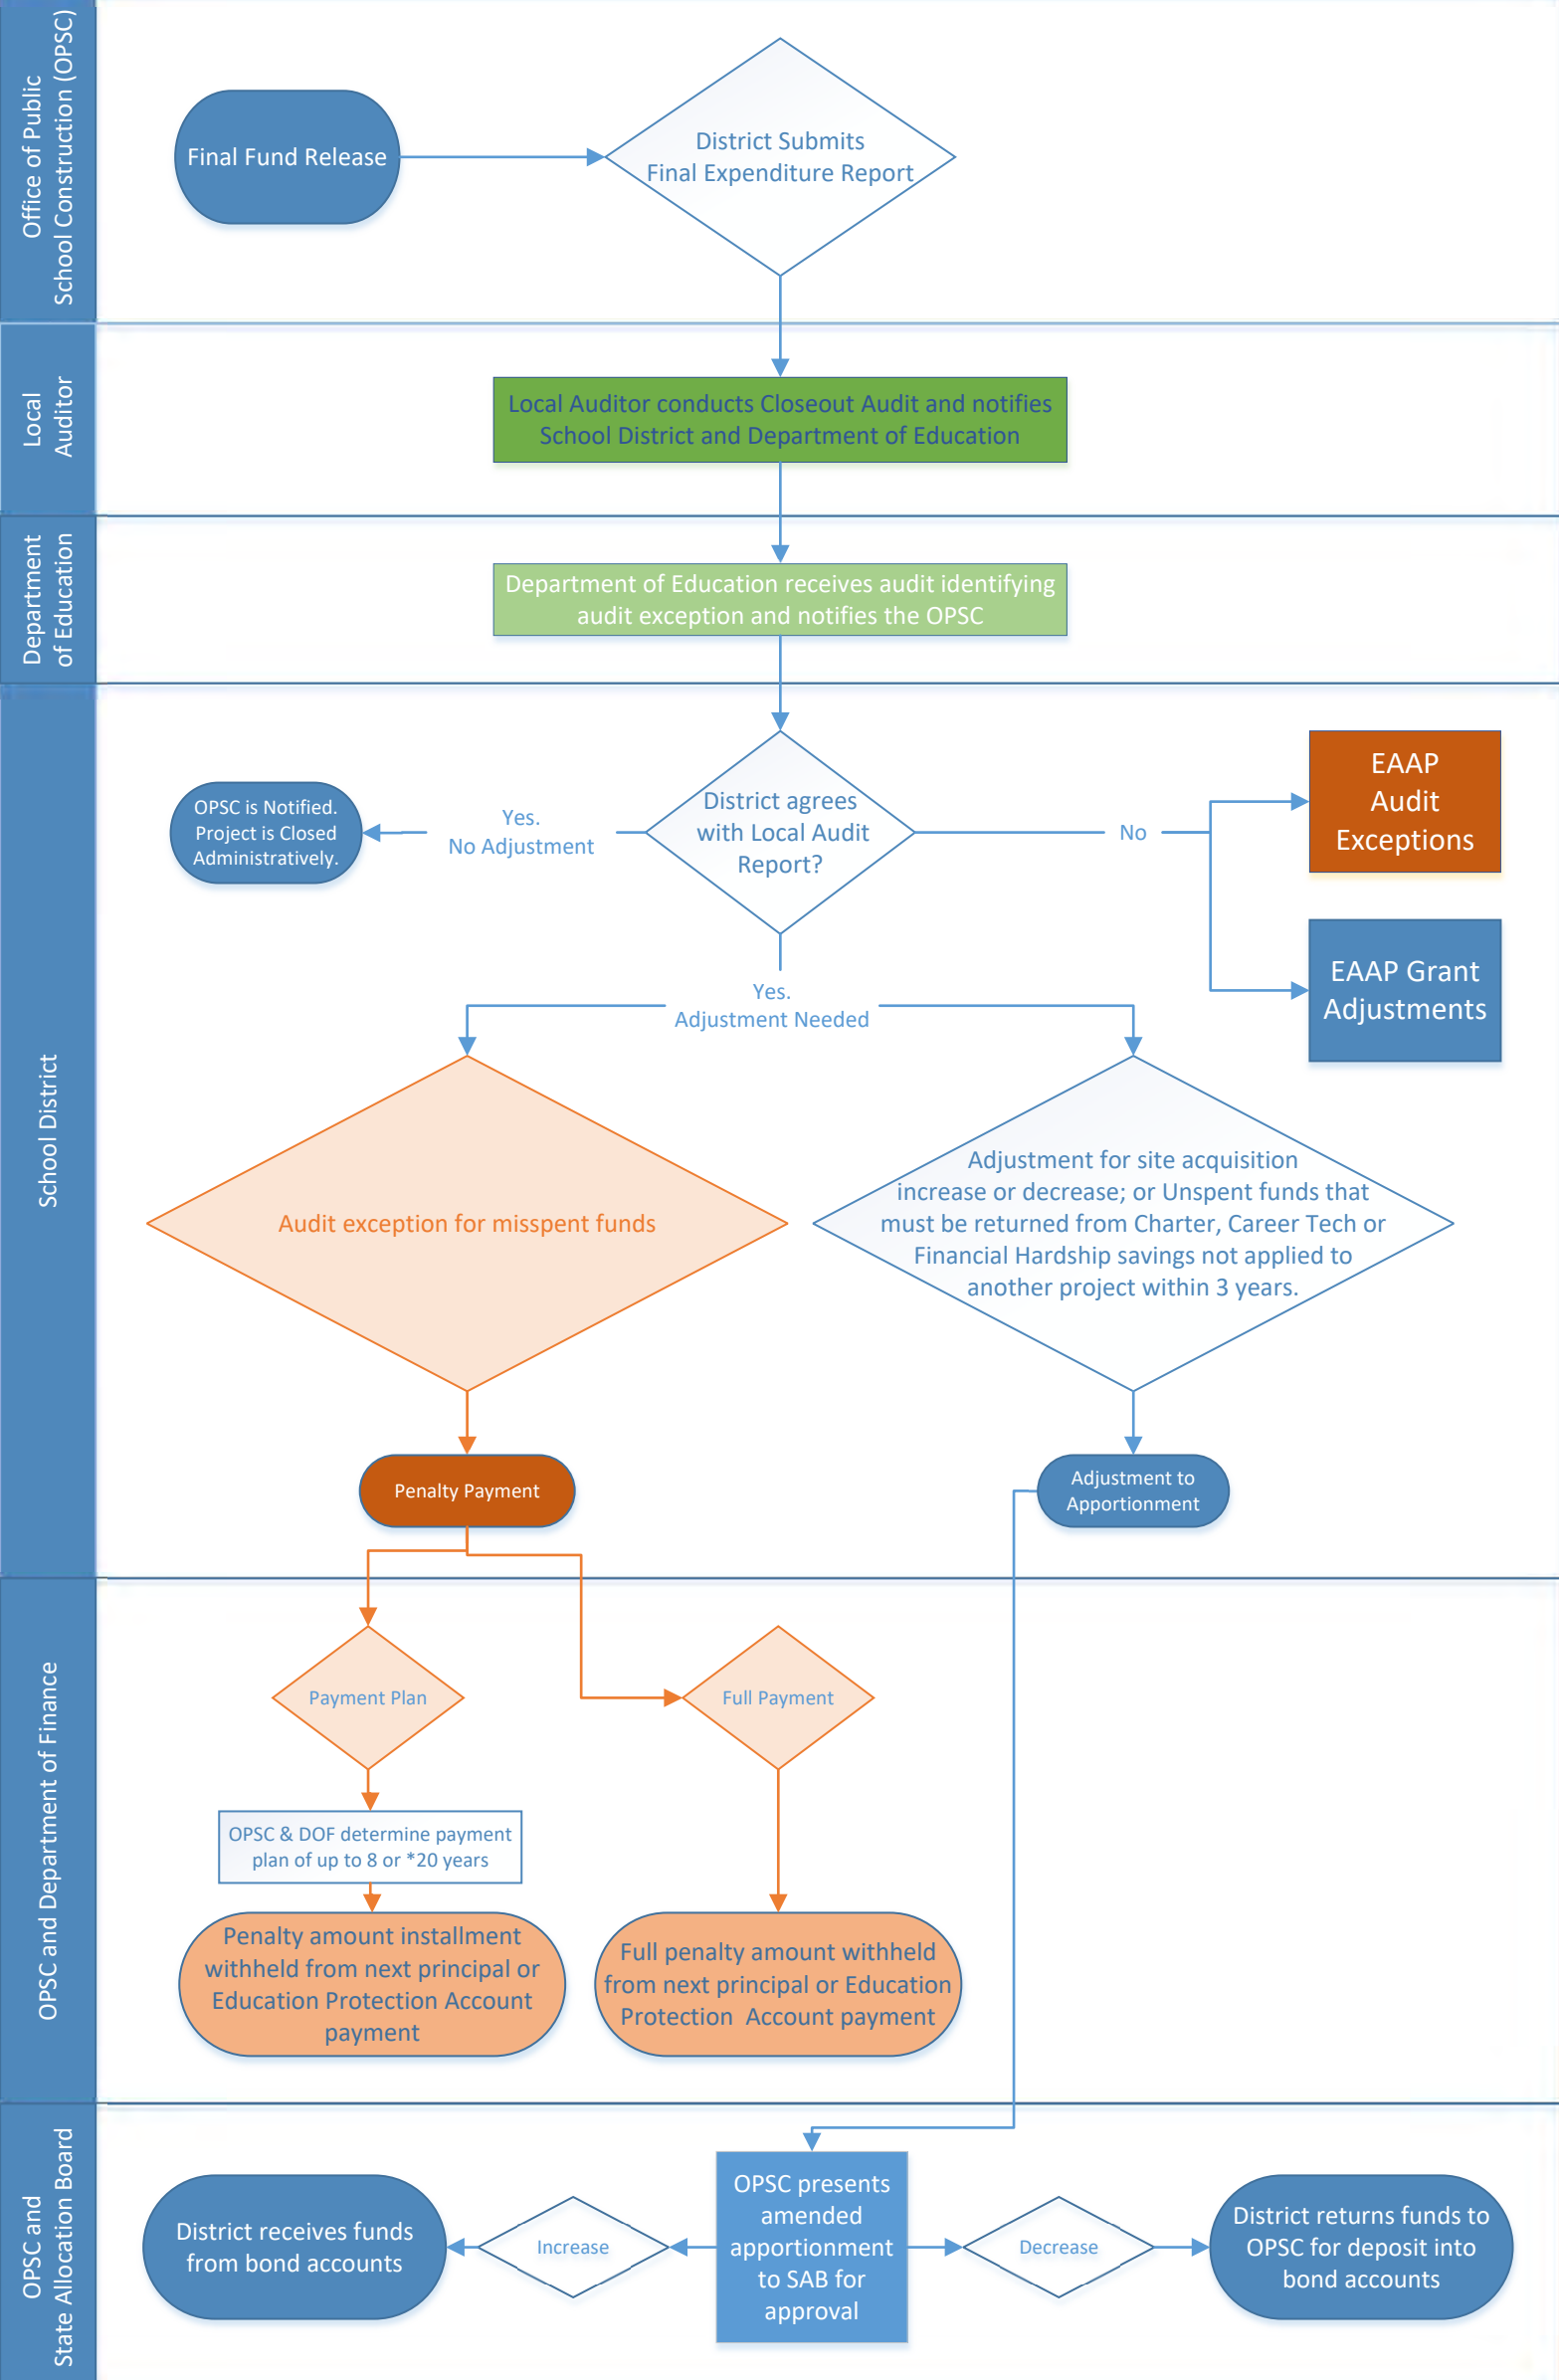 Office of Public
School Construction (OPSC)
Final Fund Release
District Submits
Final Expenditure Report
Local
Auditor
Local Auditor conducts Closeout Audit and notifies
School District and Department of Education
Department
of Education
Department of Education receives audit identifying
audit exception and notifies the OPSC
School District
OPSC is Notified.
Project is Closed
Administratively.
Yes.
No Adjustment
District agrees
with Local Audit
Report?
No
EAAP
Audit
Exceptions
EAAP Grant
Adjustments
Yes.
Adjustment Needed
Audit exception for misspent funds
Adjustment for site acquisition
increase or decrease; or Unspent funds that
must be returned from Charter, Career Tech or
Financial Hardship savings not applied to
another project within 3 years.
Penalty Payment
Adjustment to
Apportionment
OPSC and Department of Finance
Payment Plan
Full Payment
OPSC & DOF determine payment
plan of up to 8 or *20 years
Penalty amount installment
withheld from next principal or
Education Protection Account
payment
Full penalty amount withheld
from next principal or Education
Protection  Account payment
OPSC and
State Allocation Board
District receives funds
from bond accounts
Increase
OPSC presents
amended
apportionment
to SAB for
approval
Decrease
District returns funds to
OPSC for deposit into
bond accounts